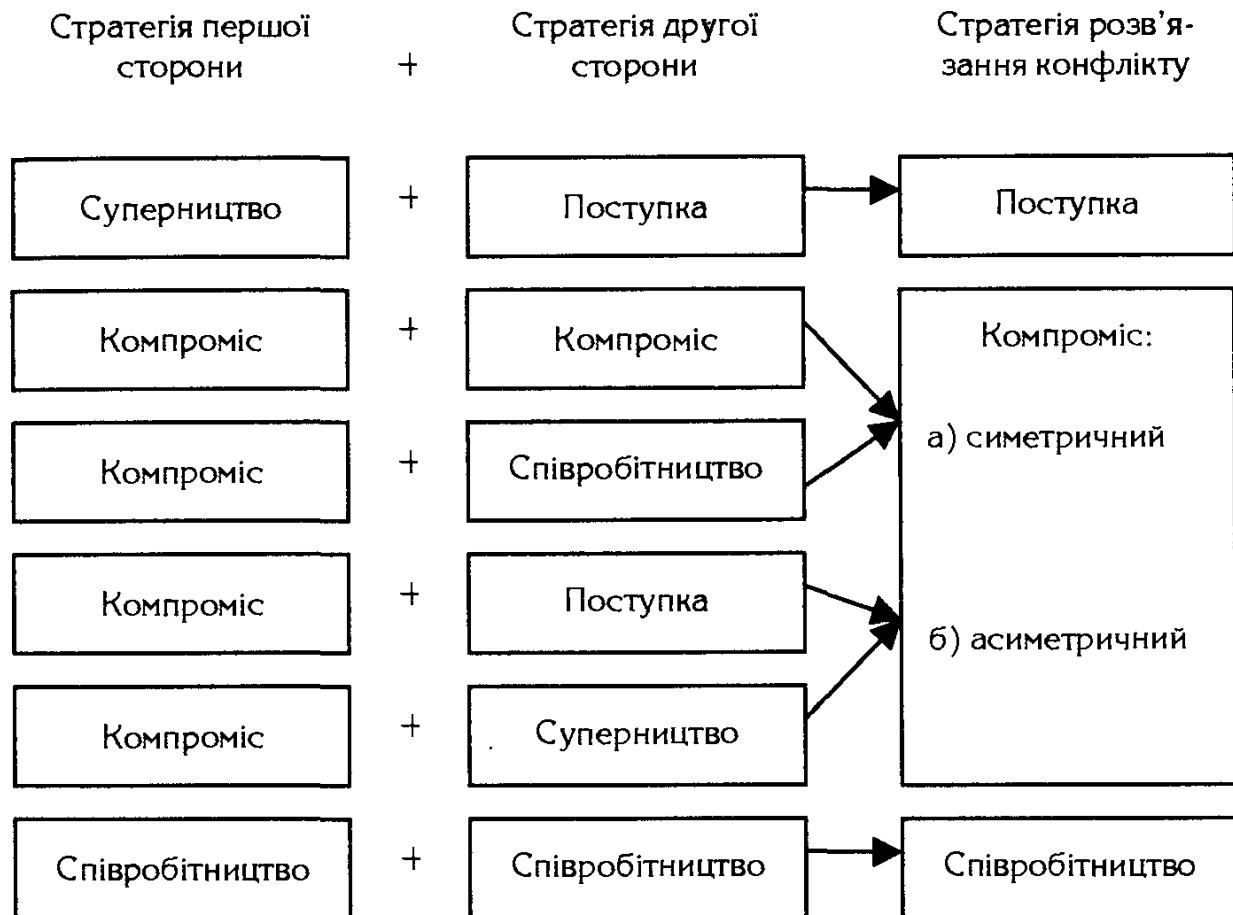 Стратегія першої
сторони
+
Стратегія другої
сторони
Стратегія розв'я-
зання конфлікту
Суперництво + Поступка Поступка
Компроміс + Компроміс Компроміс:
Компроміс + Співробітництво а) симетричний
Компроміс + Поступка б) асиметричний
Компроміс + Суперництво
Співробітництво + Співробітництво Співробітництво